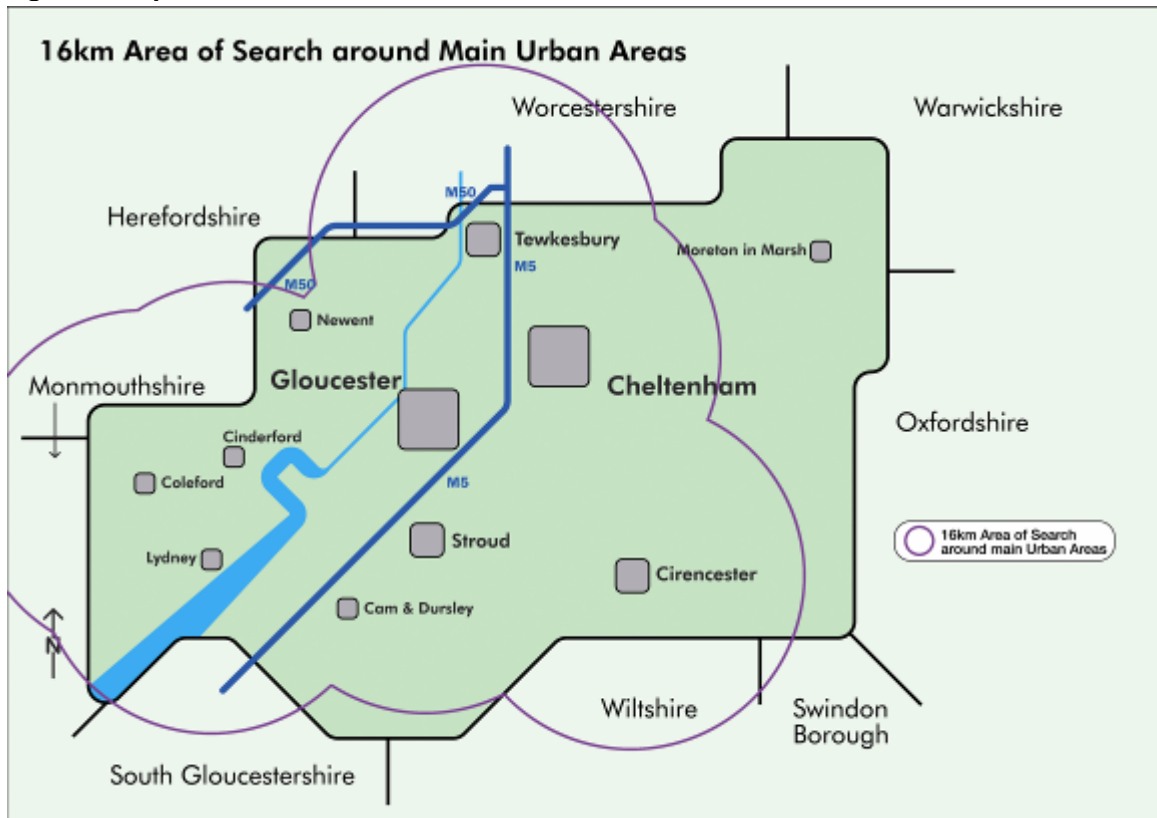 16km Area of Search around Main Urban Areas
Worcestershire
Warwickshire
M50
Herefordshire
Tewkesbury
Moreton in Marsh
M5
M50
Newent
Gloucester
Monmouthshire
Cheltenham
Oxfordshire
Cinderford
Coleford
M5
16km Area of Search
around main Urban Areas
Stroud
Lydney
Cirencester
Cam & Dursley
N
Wiltshire
Swindon
Borough
South Gloucestershire